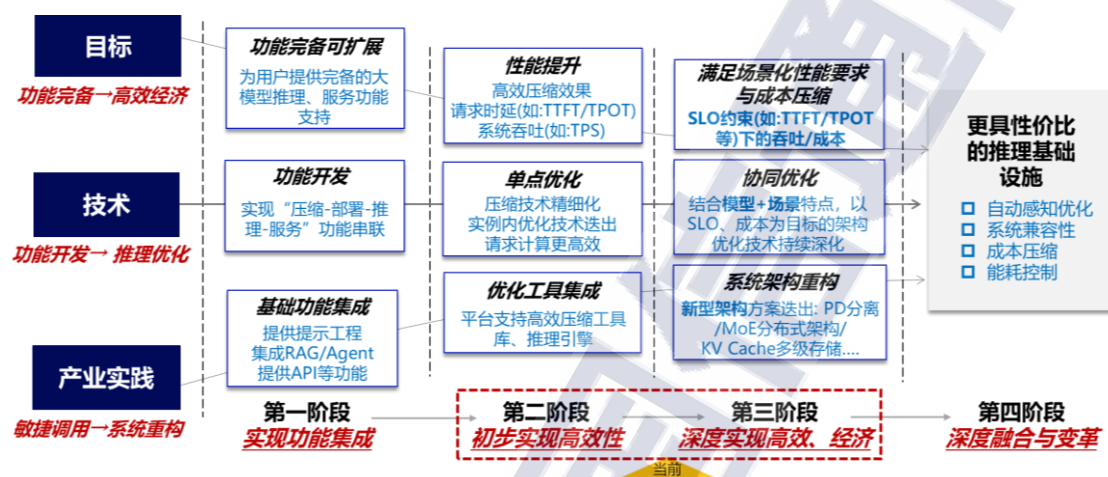 目标
功能完备→高效经济
功能完备可扩展
为用户提供完备的大
模型推理、服务功能
支持
性能提升
高效压缩效果
请求时延(如:TTFT/TPOT)
系统吞吐(如:TPS)
满足场景化性能要求
与成本压缩
SLO约束(如:TTFT/TPOT
等)下的吞吐/成本
技术
功能开发→ 推理优化
功能开发
实现“压缩-部署-推
理-服务”功能串联
单点优化
压缩技术精细化
实例内优化技术迭出
请求计算更高效
协同优化
结合模型+场景特点，以
SLO、成本为目标的架构
优化技术持续深化
产业实践
敏捷调用→系统重构
基础功能集成
提供提示工程
集成RAG/Agent
提供API等功能
优化工具集成
平台支持高效压缩工具
库、推理引擎
系统架构重构
新型架构方案迭出: PD分离
/MoE分布式架构/
KV Cache多级存储....
更具性价比
的推理基础
设施
自动感知优化
系统兼容性
成本压缩
能耗控制
第一阶段
实现功能集成
第二阶段
初步实现高效性
第三阶段
深度实现高效、经济
第四阶段
深度融合与变革
当前